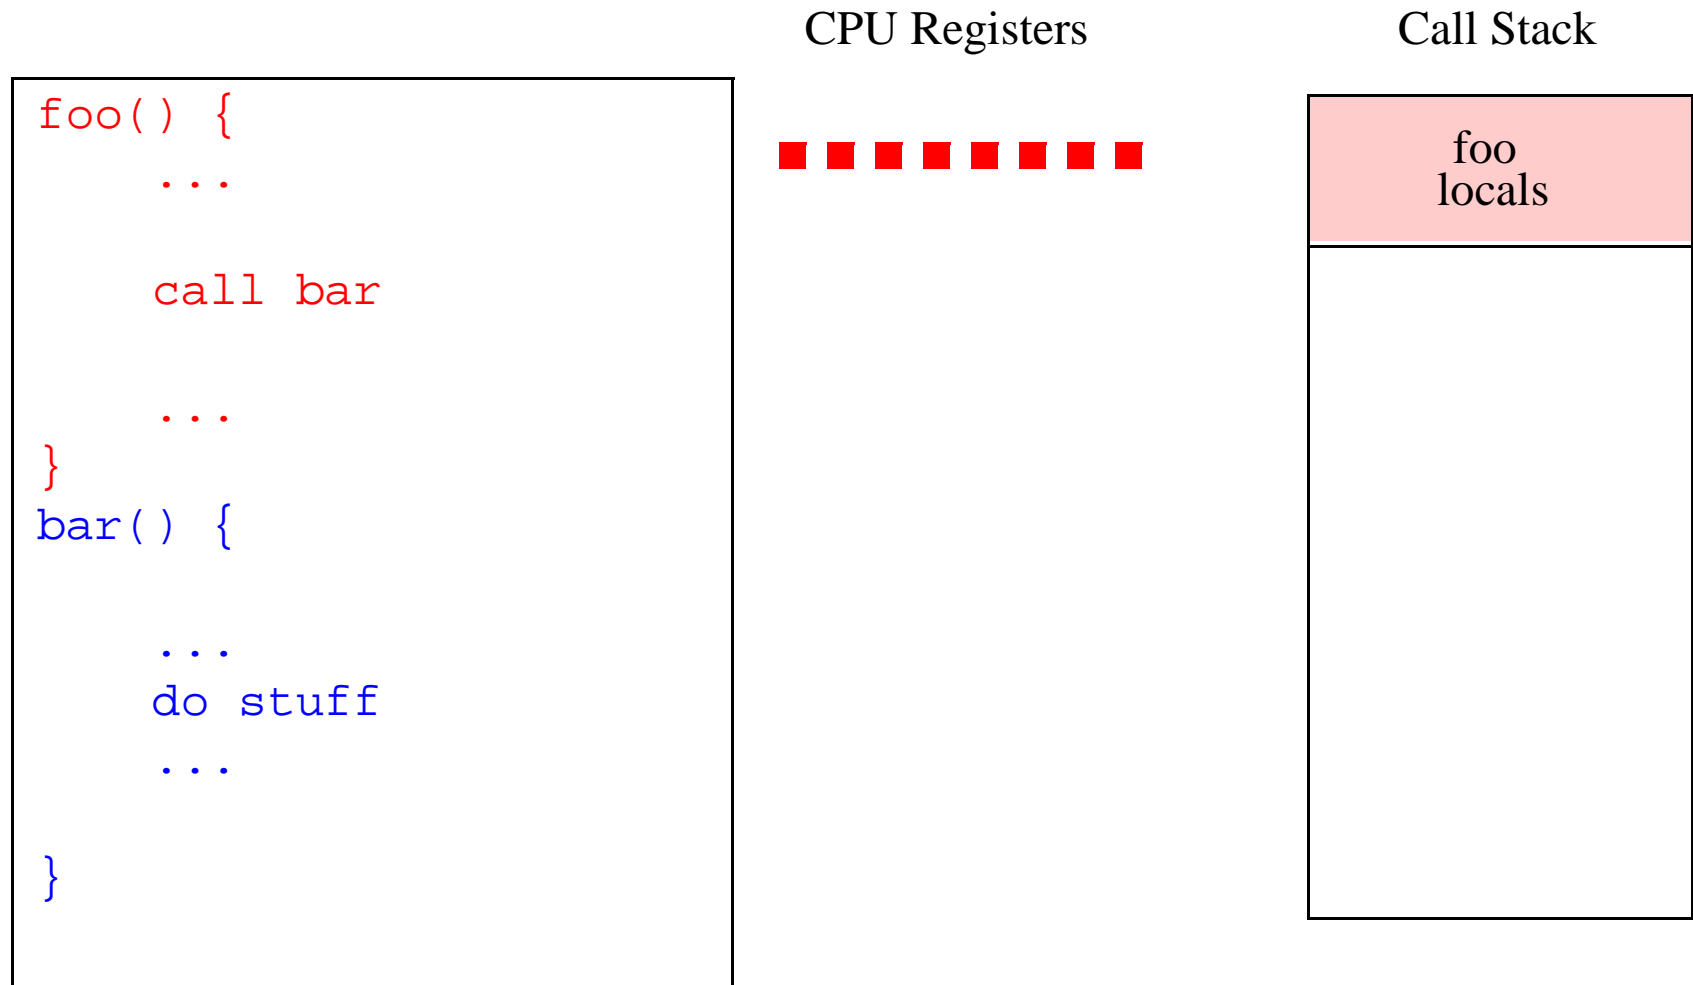 CPU Registers
Call Stack
foo() {
...
call bar
...
}
bar() {
...
do stuff
...
}
foo
locals